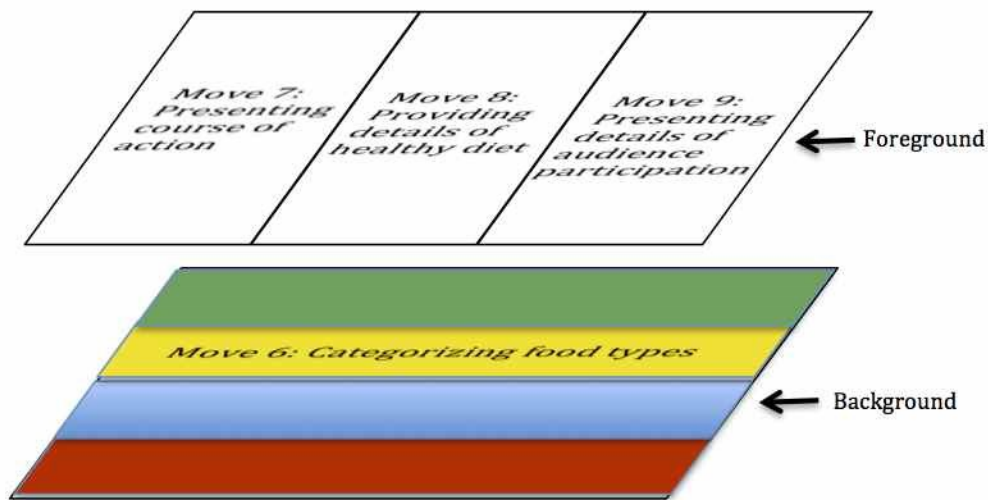 Move 7:
Presenting
course of
action
Move 8:
Providing
details of
healthy diet
Move 9:
Presenting
details of
audience
participation
Foreground
Move 6: Categorizing food types
Background